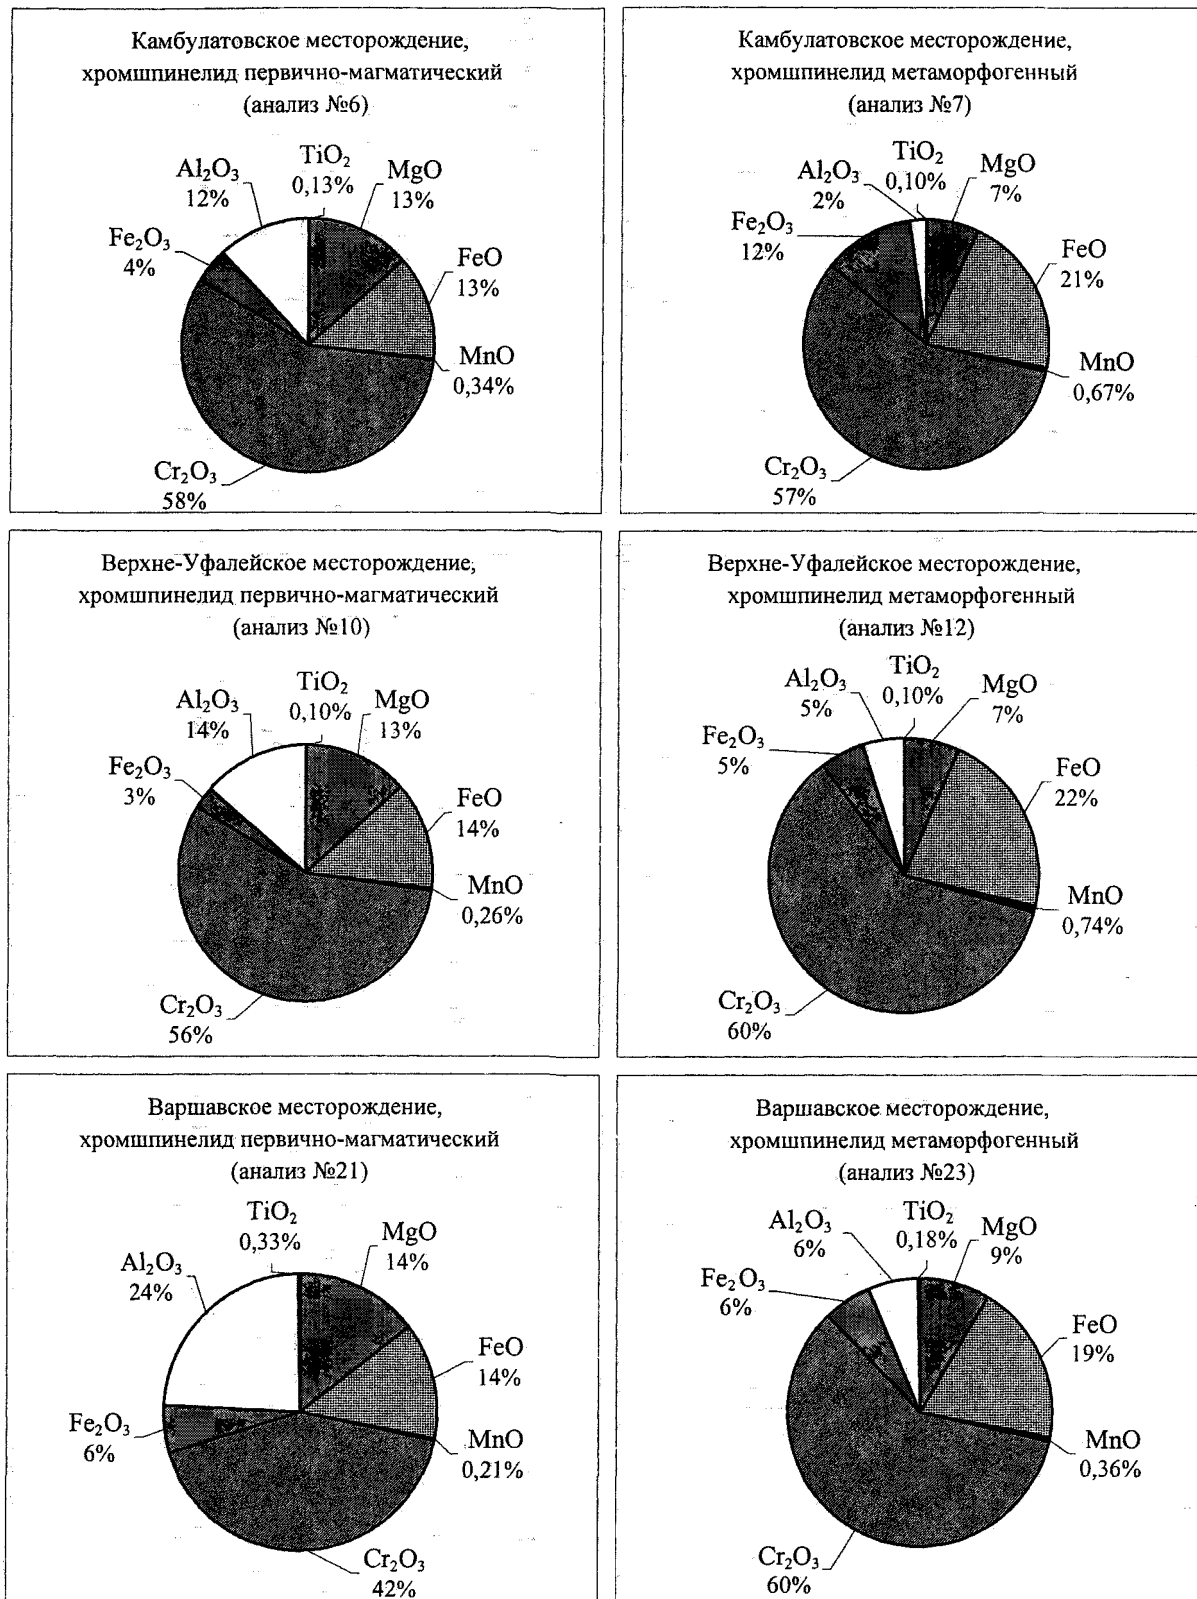 Камбулатовское месторождение,
хромшпинелид первично-магматический
(анализ №6)
TiO₂
0,13%
MgO
13%
FeO
13%
MnO
0,34%
Cr₂O₃
58%
Fe₂O₃
4%
Al₂O₃
12%
Камбулатовское месторождение,
хромшпинелид метаморфогенный
(анализ №7)
TiO₂
0,10%
MgO
7%
FeO
21%
MnO
0,67%
Cr₂O₃
57%
Fe₂O₃
12%
Al₂O₃
2%
Верхне-Уфалейское месторождение,
хромшпинелид первично-магматический
(анализ №10)
TiO₂
0,10%
MgO
13%
FeO
14%
MnO
0,26%
Cr₂O₃
56%
Fe₂O₃
3%
Al₂O₃
14%
Верхне-Уфалейское месторождение,
хромшпинелид метаморфогенный
(анализ №12)
TiO₂
0,10%
MgO
7%
FeO
22%
MnO
0,74%
Cr₂O₃
60%
Fe₂O₃
5%
Al₂O₃
5%
Варшавское месторождение,
хромшпинелид первично-магматический
(анализ №21)
TiO₂
0,33%
MgO
14%
FeO
14%
MnO
0,21%
Cr₂O₃
42%
Fe₂O₃
6%
Al₂O₃
24%
Варшавское месторождение,
хромшпинелид метаморфогенный
(анализ №23)
TiO₂
0,18%
MgO
9%
FeO
19%
MnO
0,36%
Cr₂O₃
60%
Fe₂O₃
6%
Al₂O₃
6%